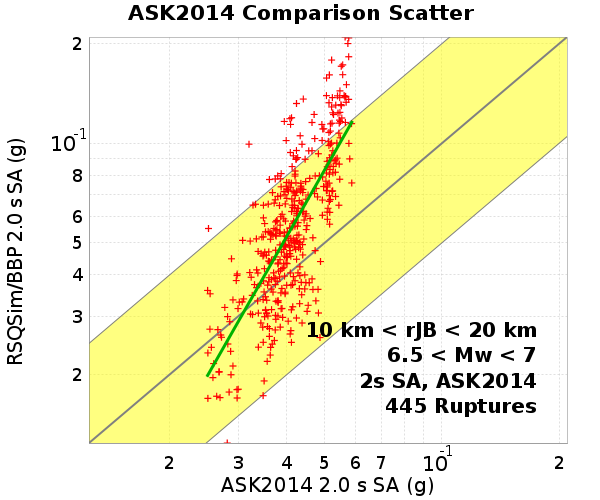 ASK2014 Comparison Scatter
RSQSim/BBP 2.0 s SA (g)
2
10⁻¹
8
6
5
4
3
2
10 km < rJB < 20 km
6.5 < Mw < 7
2s SA, ASK2014
445 Ruptures
2 3 4 5 6 7 10⁻¹ 2
ASK2014 2.0 s SA (g)